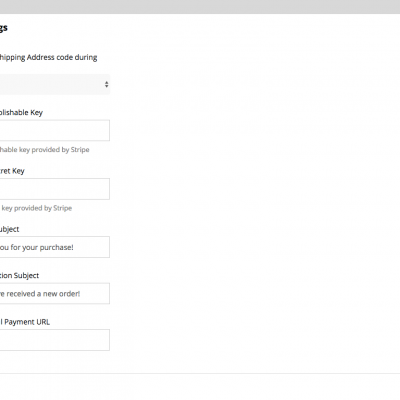 gs
hipping Address code during
blishable Key
hable key provided by Stripe
ret Key
key provided by Stripe
ubject
ou for your purchase!
tion Subject
e received a new order!
l Payment URL